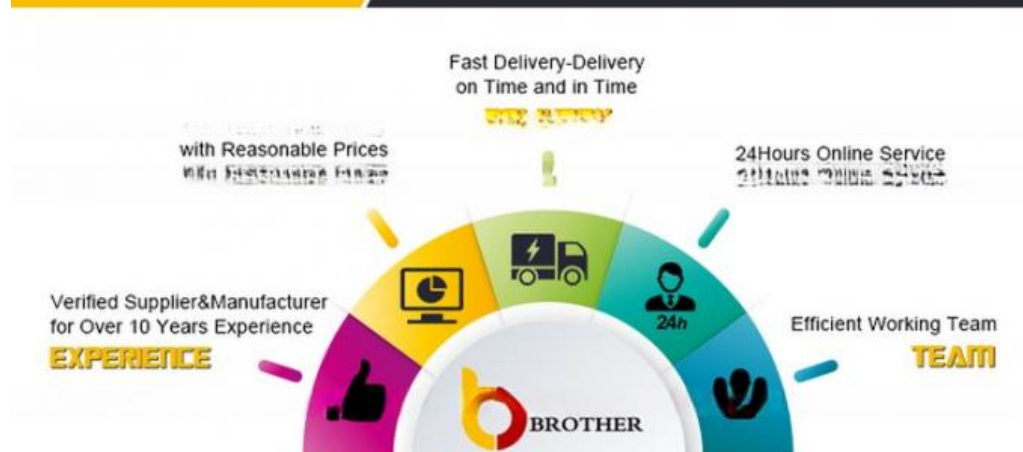 Fast Delivery-Delivery
on Time and in Time
with Reasonable Prices
24Hours Online Service
24h
Verified Supplier&Manufacturer
for Over 10 Years Experience
EXPERIENCE
Efficient Working Team
TEAM
BROTHER